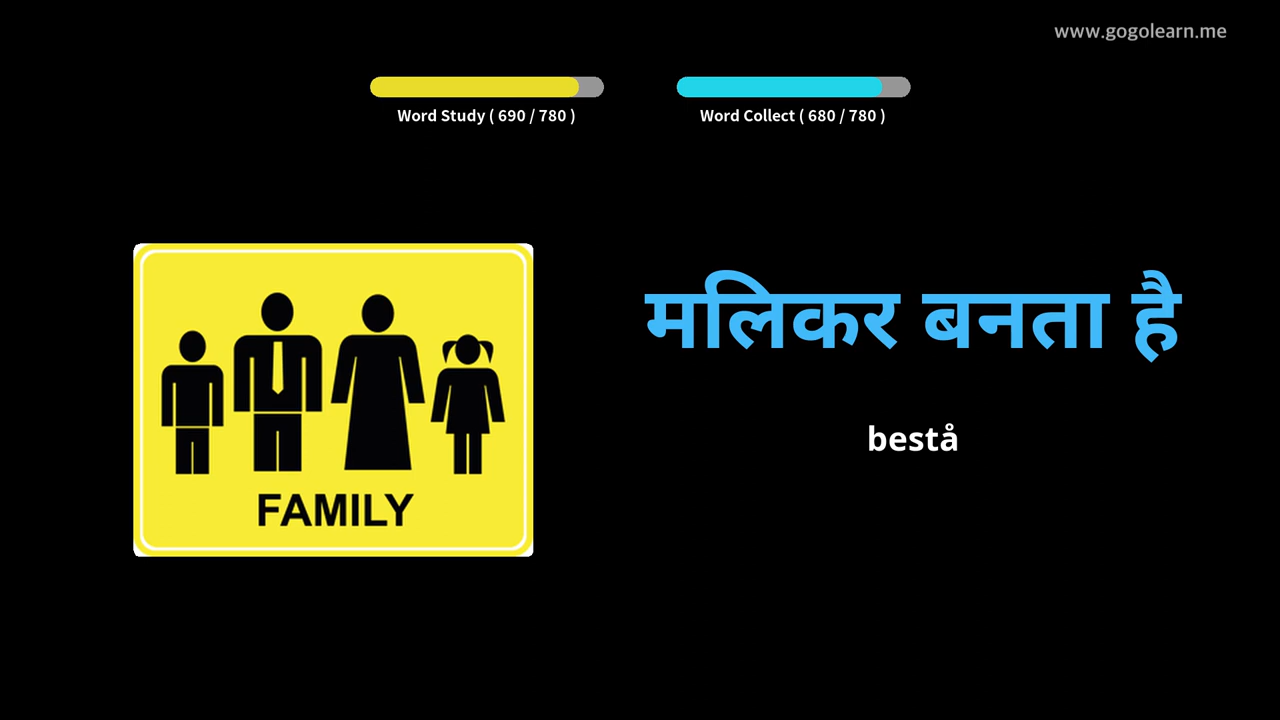 www.gogolearn.me
Word Study ( 690 / 780 )
Word Collect ( 680 / 780 )
मलिकर बनता है
bestå
FAMILY